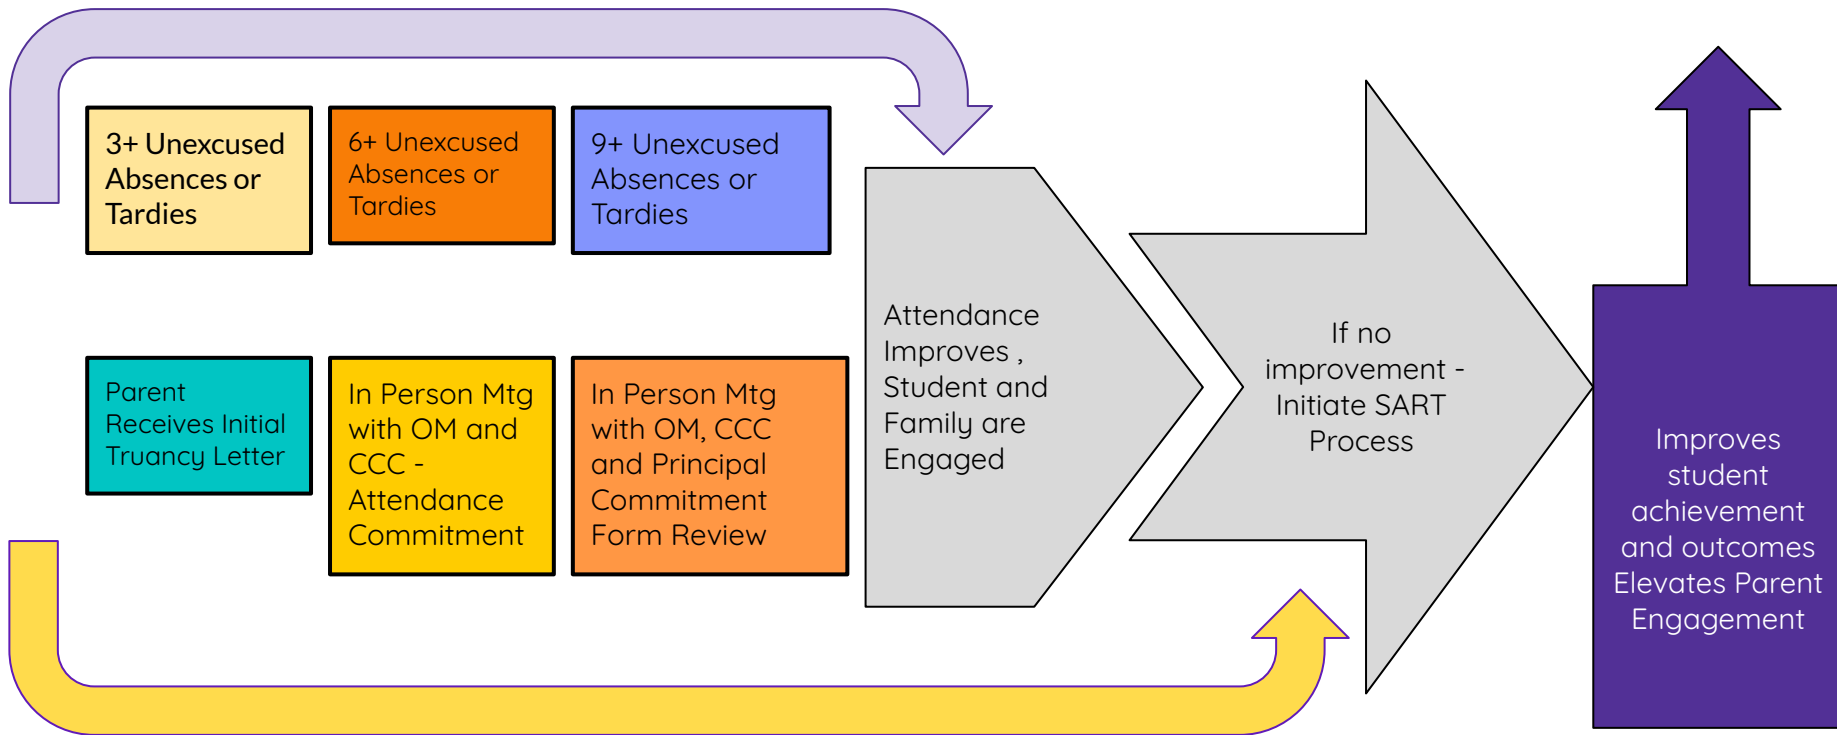 3+ Unexcused
Absences or
Tardies
6+ Unexcused
Absences or
Tardies
9+ Unexcused
Absences or
Tardies
Parent
Receives Initial
Truancy Letter
In Person Mtg
with OM and
CCC -
Attendance
Commitment
In Person Mtg
with OM, CCC
and Principal
Commitment
Form Review
Attendance
Improves ,
Student and
Family are
Engaged
If no
improvement -
Initiate SART
Process
Improves
student
achievement
and outcomes
Elevates Parent
Engagement